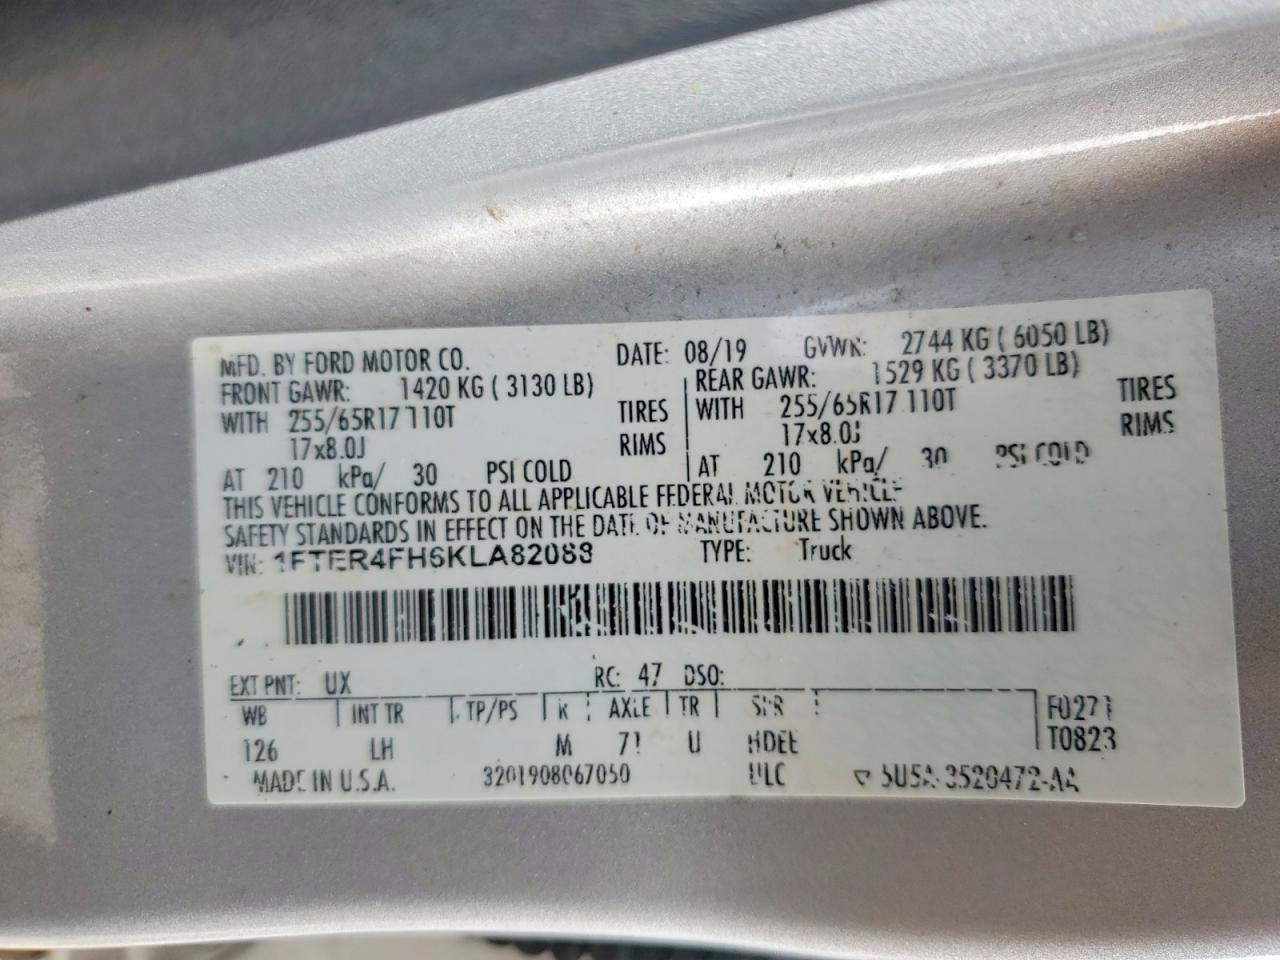 MFD. BY FORD MOTOR CO. DATE: 08/19 GVWR: 2744 KG ( 6050 LB)
FRONT GAWR: 1420 KG ( 3130 LB) REAR GAWR: 1529 KG ( 3370 LB)
WITH 255/65R17 110T TIRES WITH 255/65R17 110T TIRES
17x8.0J RIMS 17x8.0J RIMS
AT 210 kPa/ 30 PSI COLD AT 210 kPa/ 30 PSI COLD
THIS VEHICLE CONFORMS TO ALL APPLICABLE FEDERAL MOTOR VEHICLE
SAFETY STANDARDS IN EFFECT ON THE DATE OF MANUFACTURE SHOWN ABOVE.
VIN: 1FTER4FH6KLA82088 TYPE: Truck
EXT PNT: UX RC: 47 DSO:
WB INT TR TP/PS R AXLE TR SPR F0271
126 LH M 71 U T0823
MADE IN U.S.A. 3201908067050 ULC 5U5A-3520472-AA